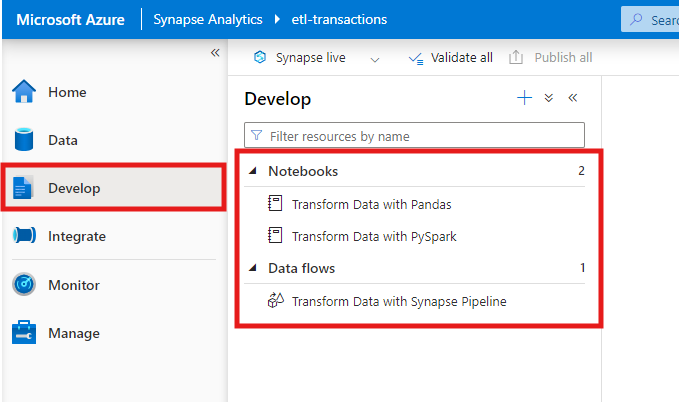 Microsoft Azure Synapse Analytics etl-transactions
Synapse live Validate all Publish all
Home
Data
Develop
Integrate
Monitor
Manage
Develop
Filter resources by name
Notebooks 2
Transform Data with Pandas
Transform Data with PySpark
Data flows 1
Transform Data with Synapse Pipeline